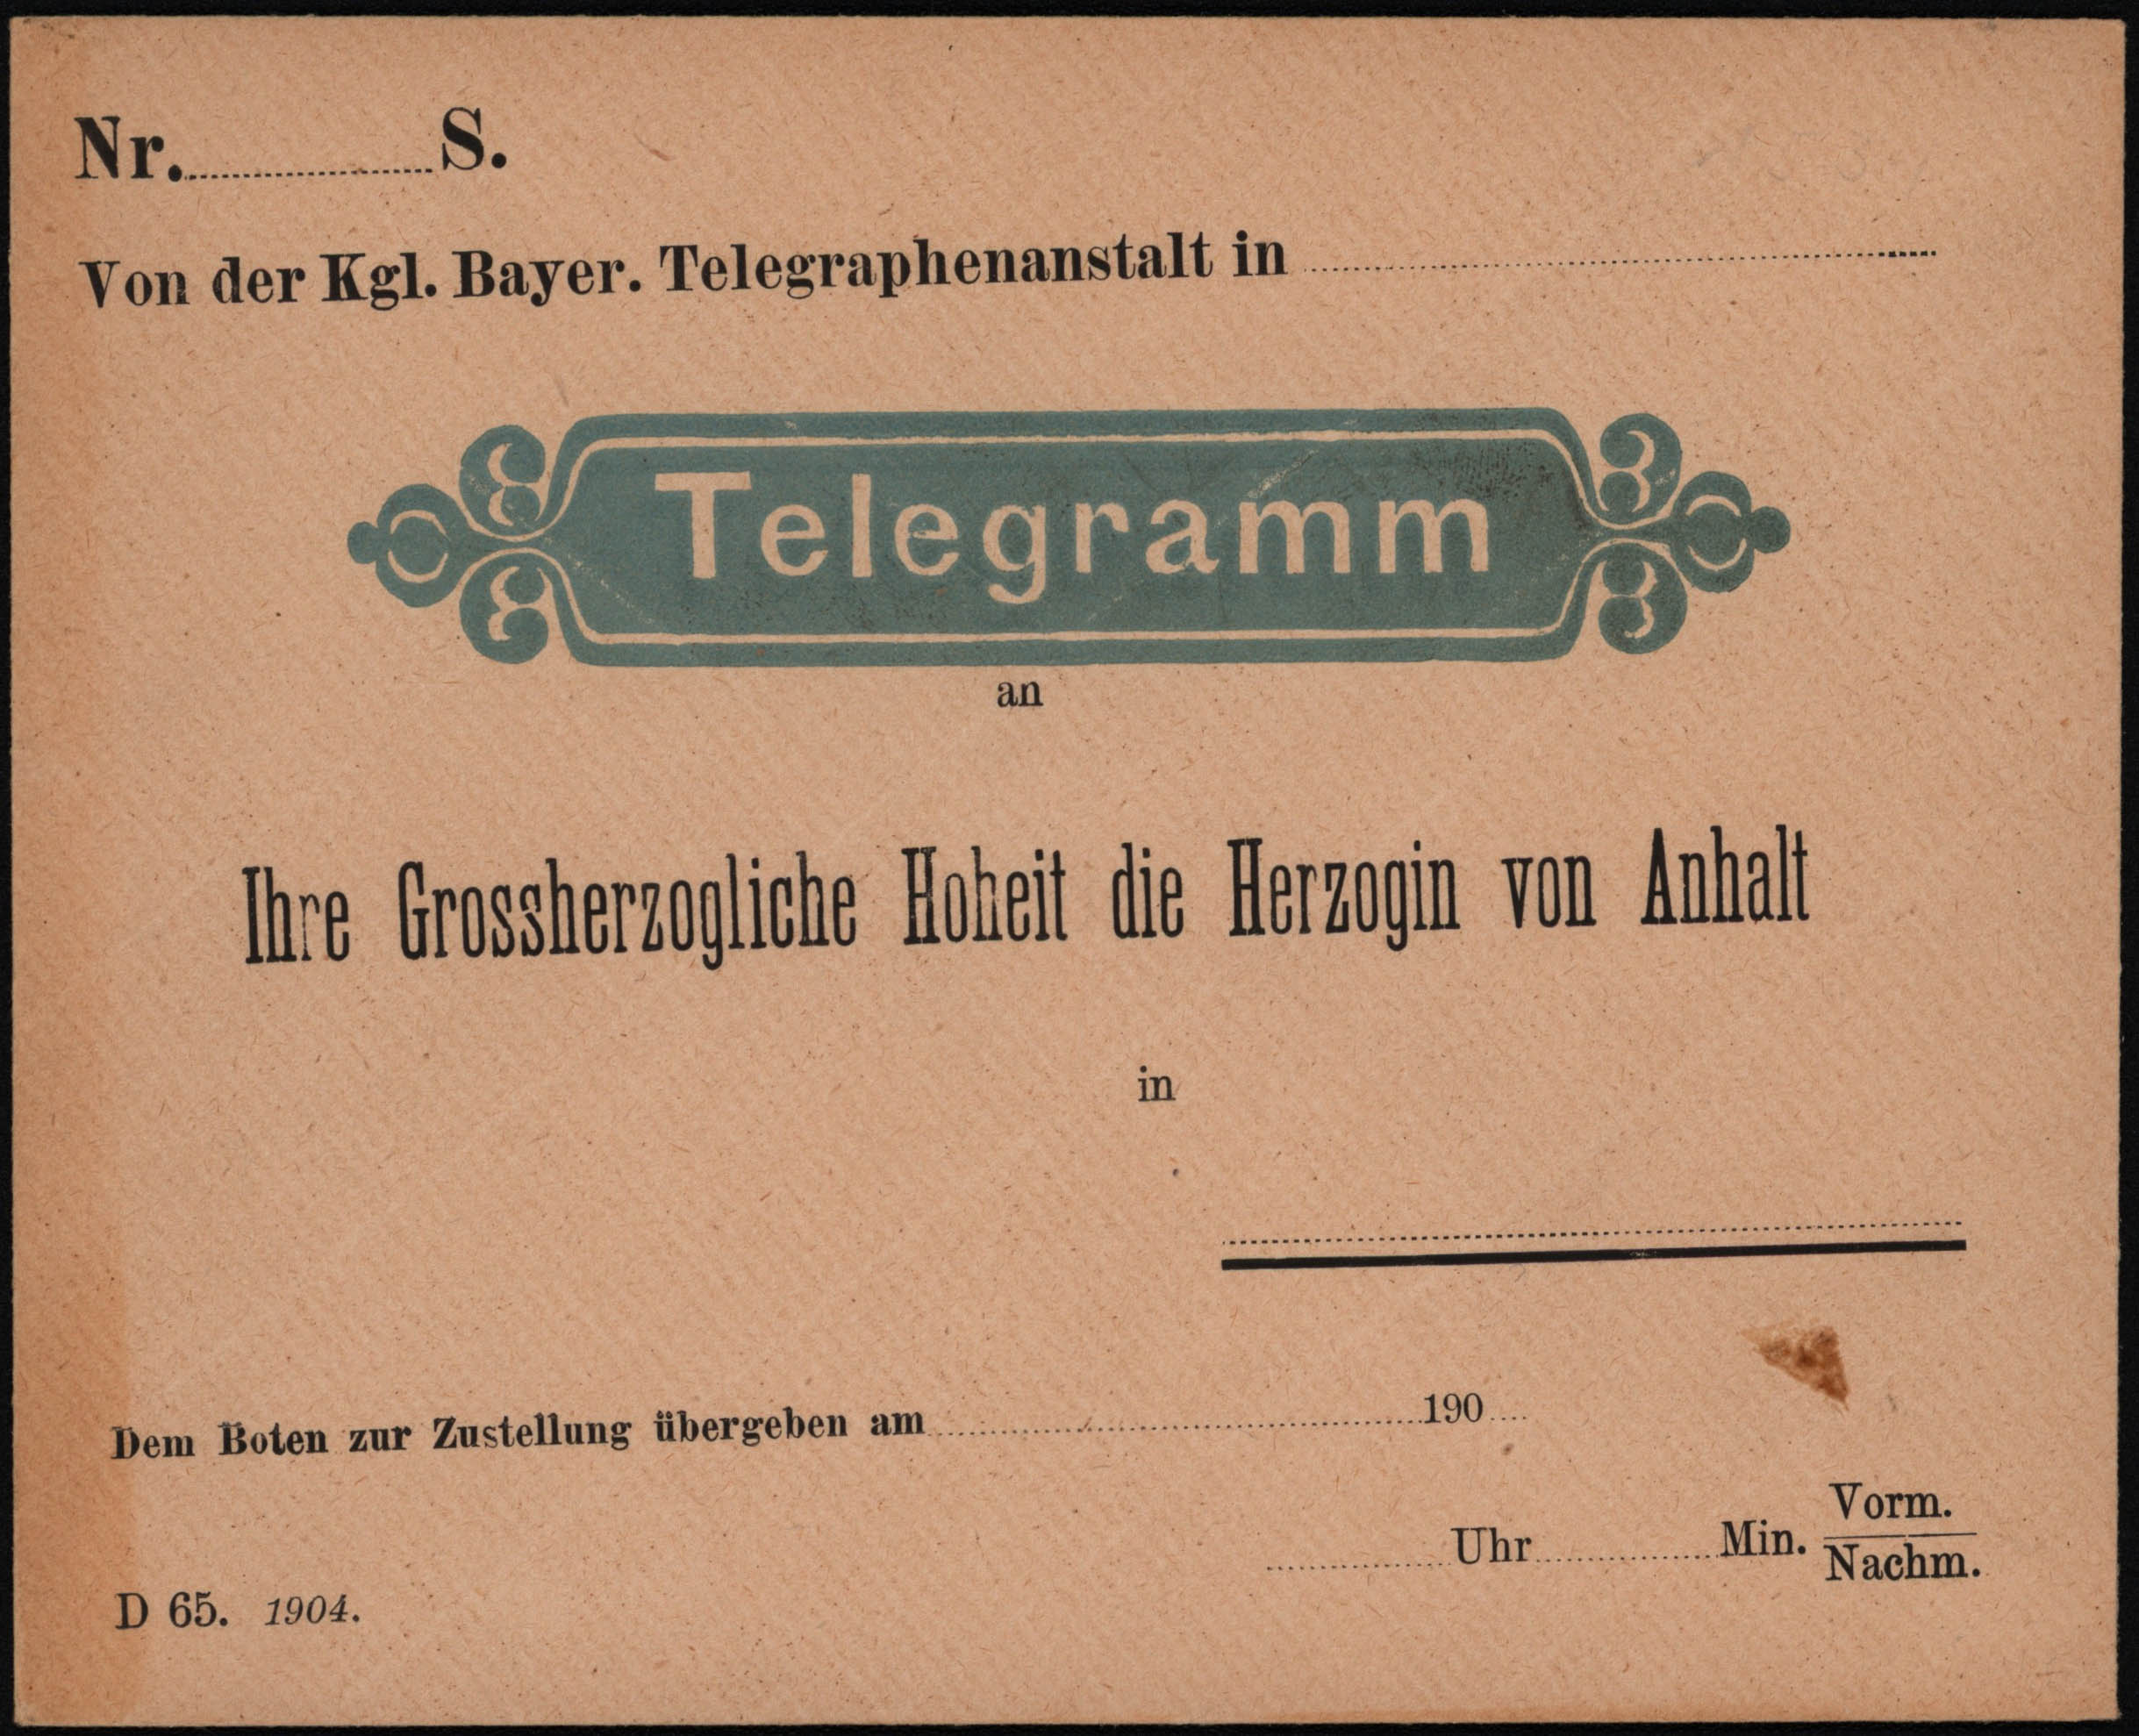 Nr. S.
Von der Kgl. Bayer. Telegraphenanstalt in
Telegramm
an
Ihre Grossherzogliche Hoheit die Herzogin von Anhalt
in
Dem Boten zur Zustellung übergeben am 190
Vorm.
Uhr Min.
Nachm.
D 65. 1904.